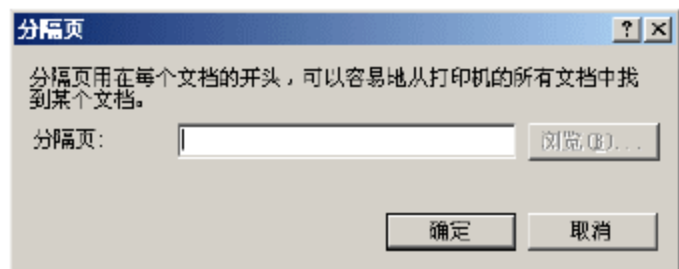 分隔页
分隔页用在每个文档的开头，可以容易地从打印机的所有文档中找
到某个文档。
分隔页:
浏览(B)...
确定
取消